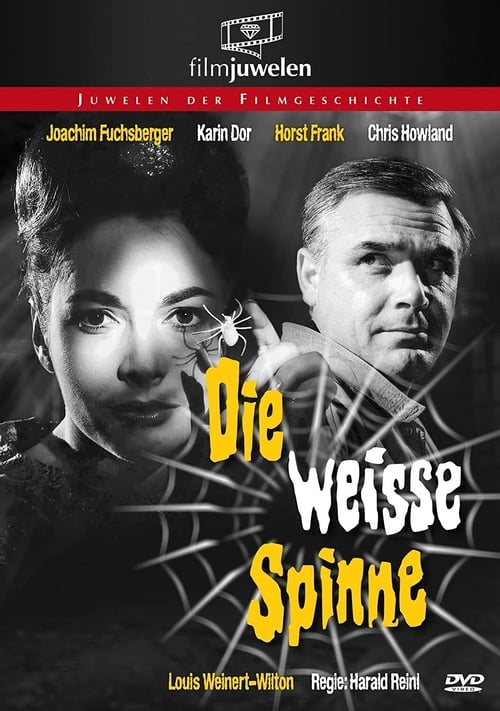 filmjuwelen
JUWELEN DER FILMGESCHICHTE
Joachim Fuchsberger Karin Dor Horst Frank Chris Howland
Die
weisse
Spinne
Louis Weinert-Wilton Regie: Harald Reinl
DVD
VIDEO